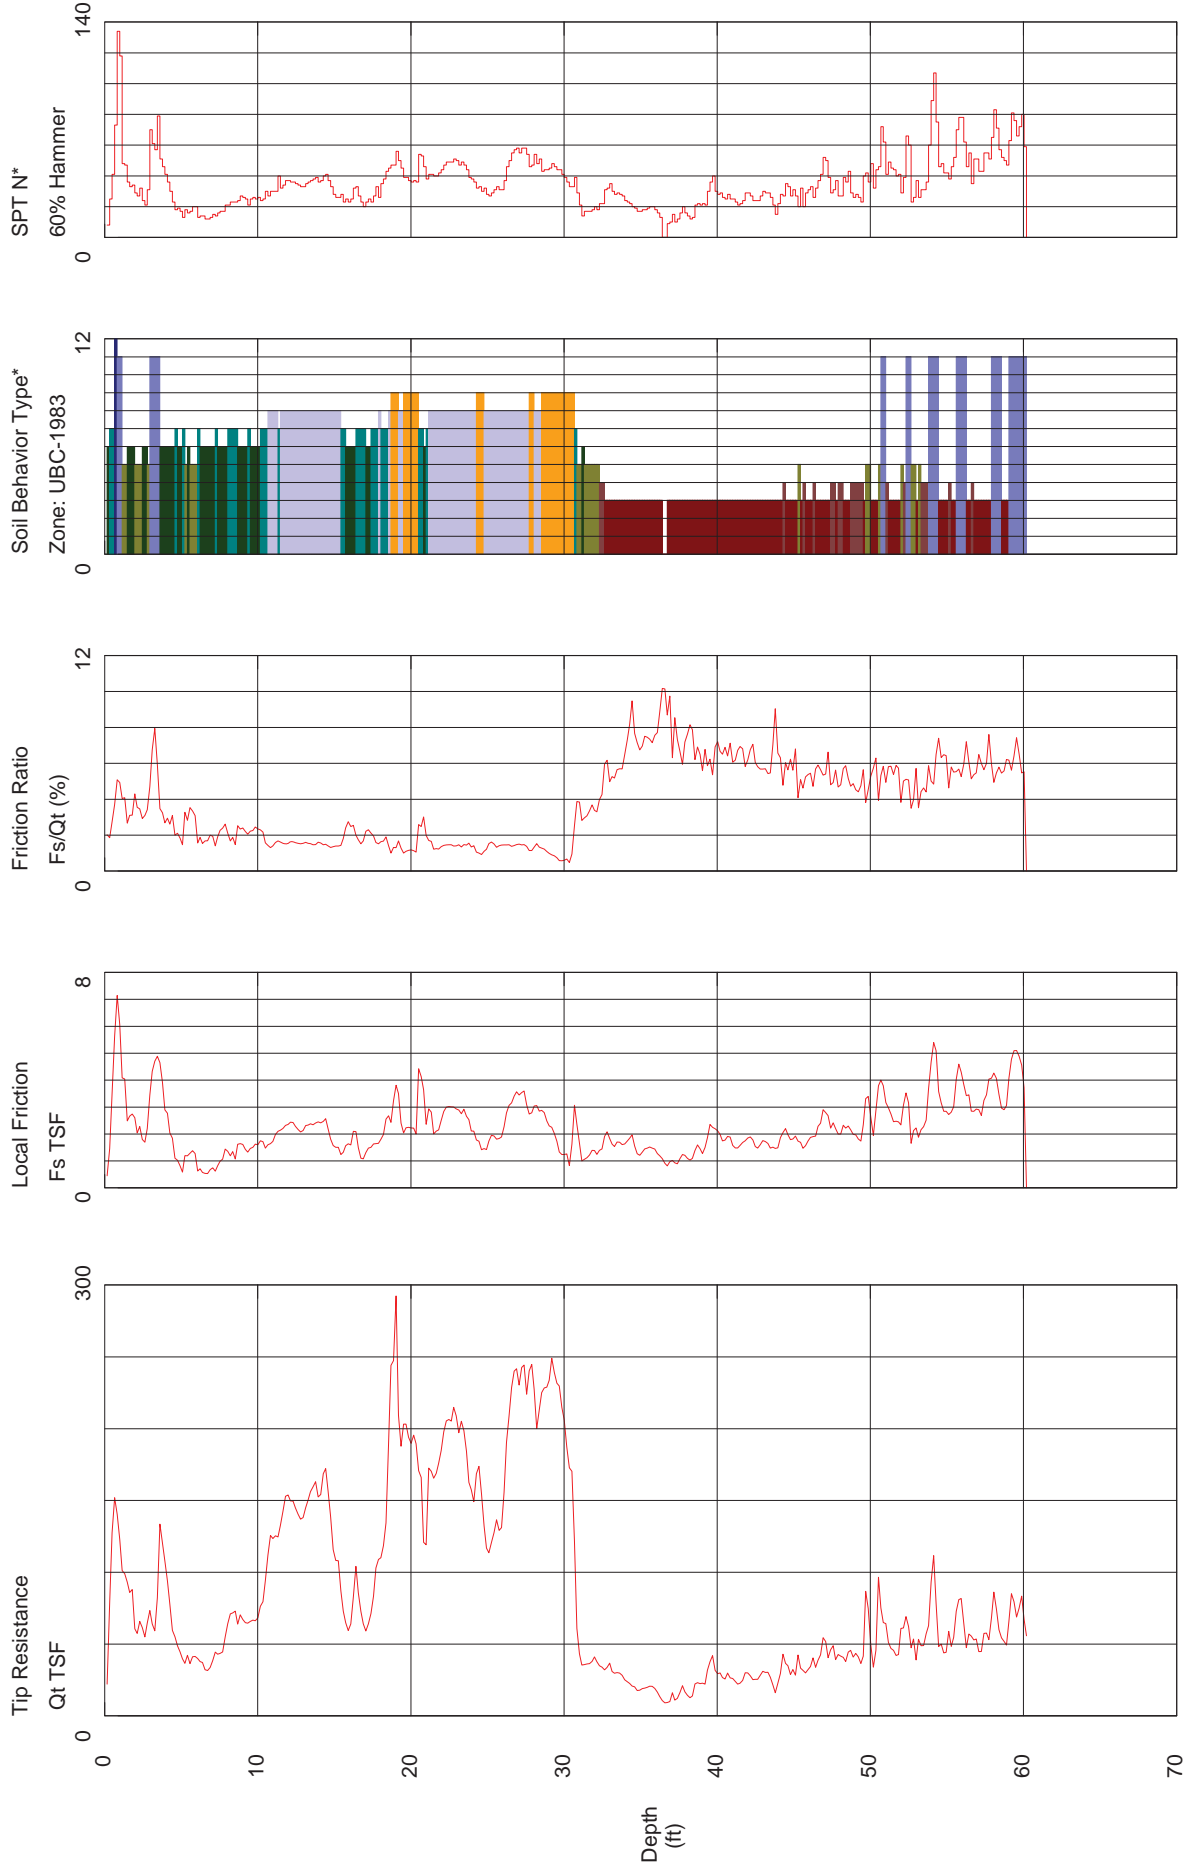 Tip Resistance
Qt TSF
0
300
Local Friction
Fs TSF
0
8
Friction Ratio
Fs/Qt (%)
0
12
Soil Behavior Type*
Zone: UBC-1983
0
12
SPT N*
60% Hammer
0
140
0
10
20
30
40
50
60
70
Depth
(ft)